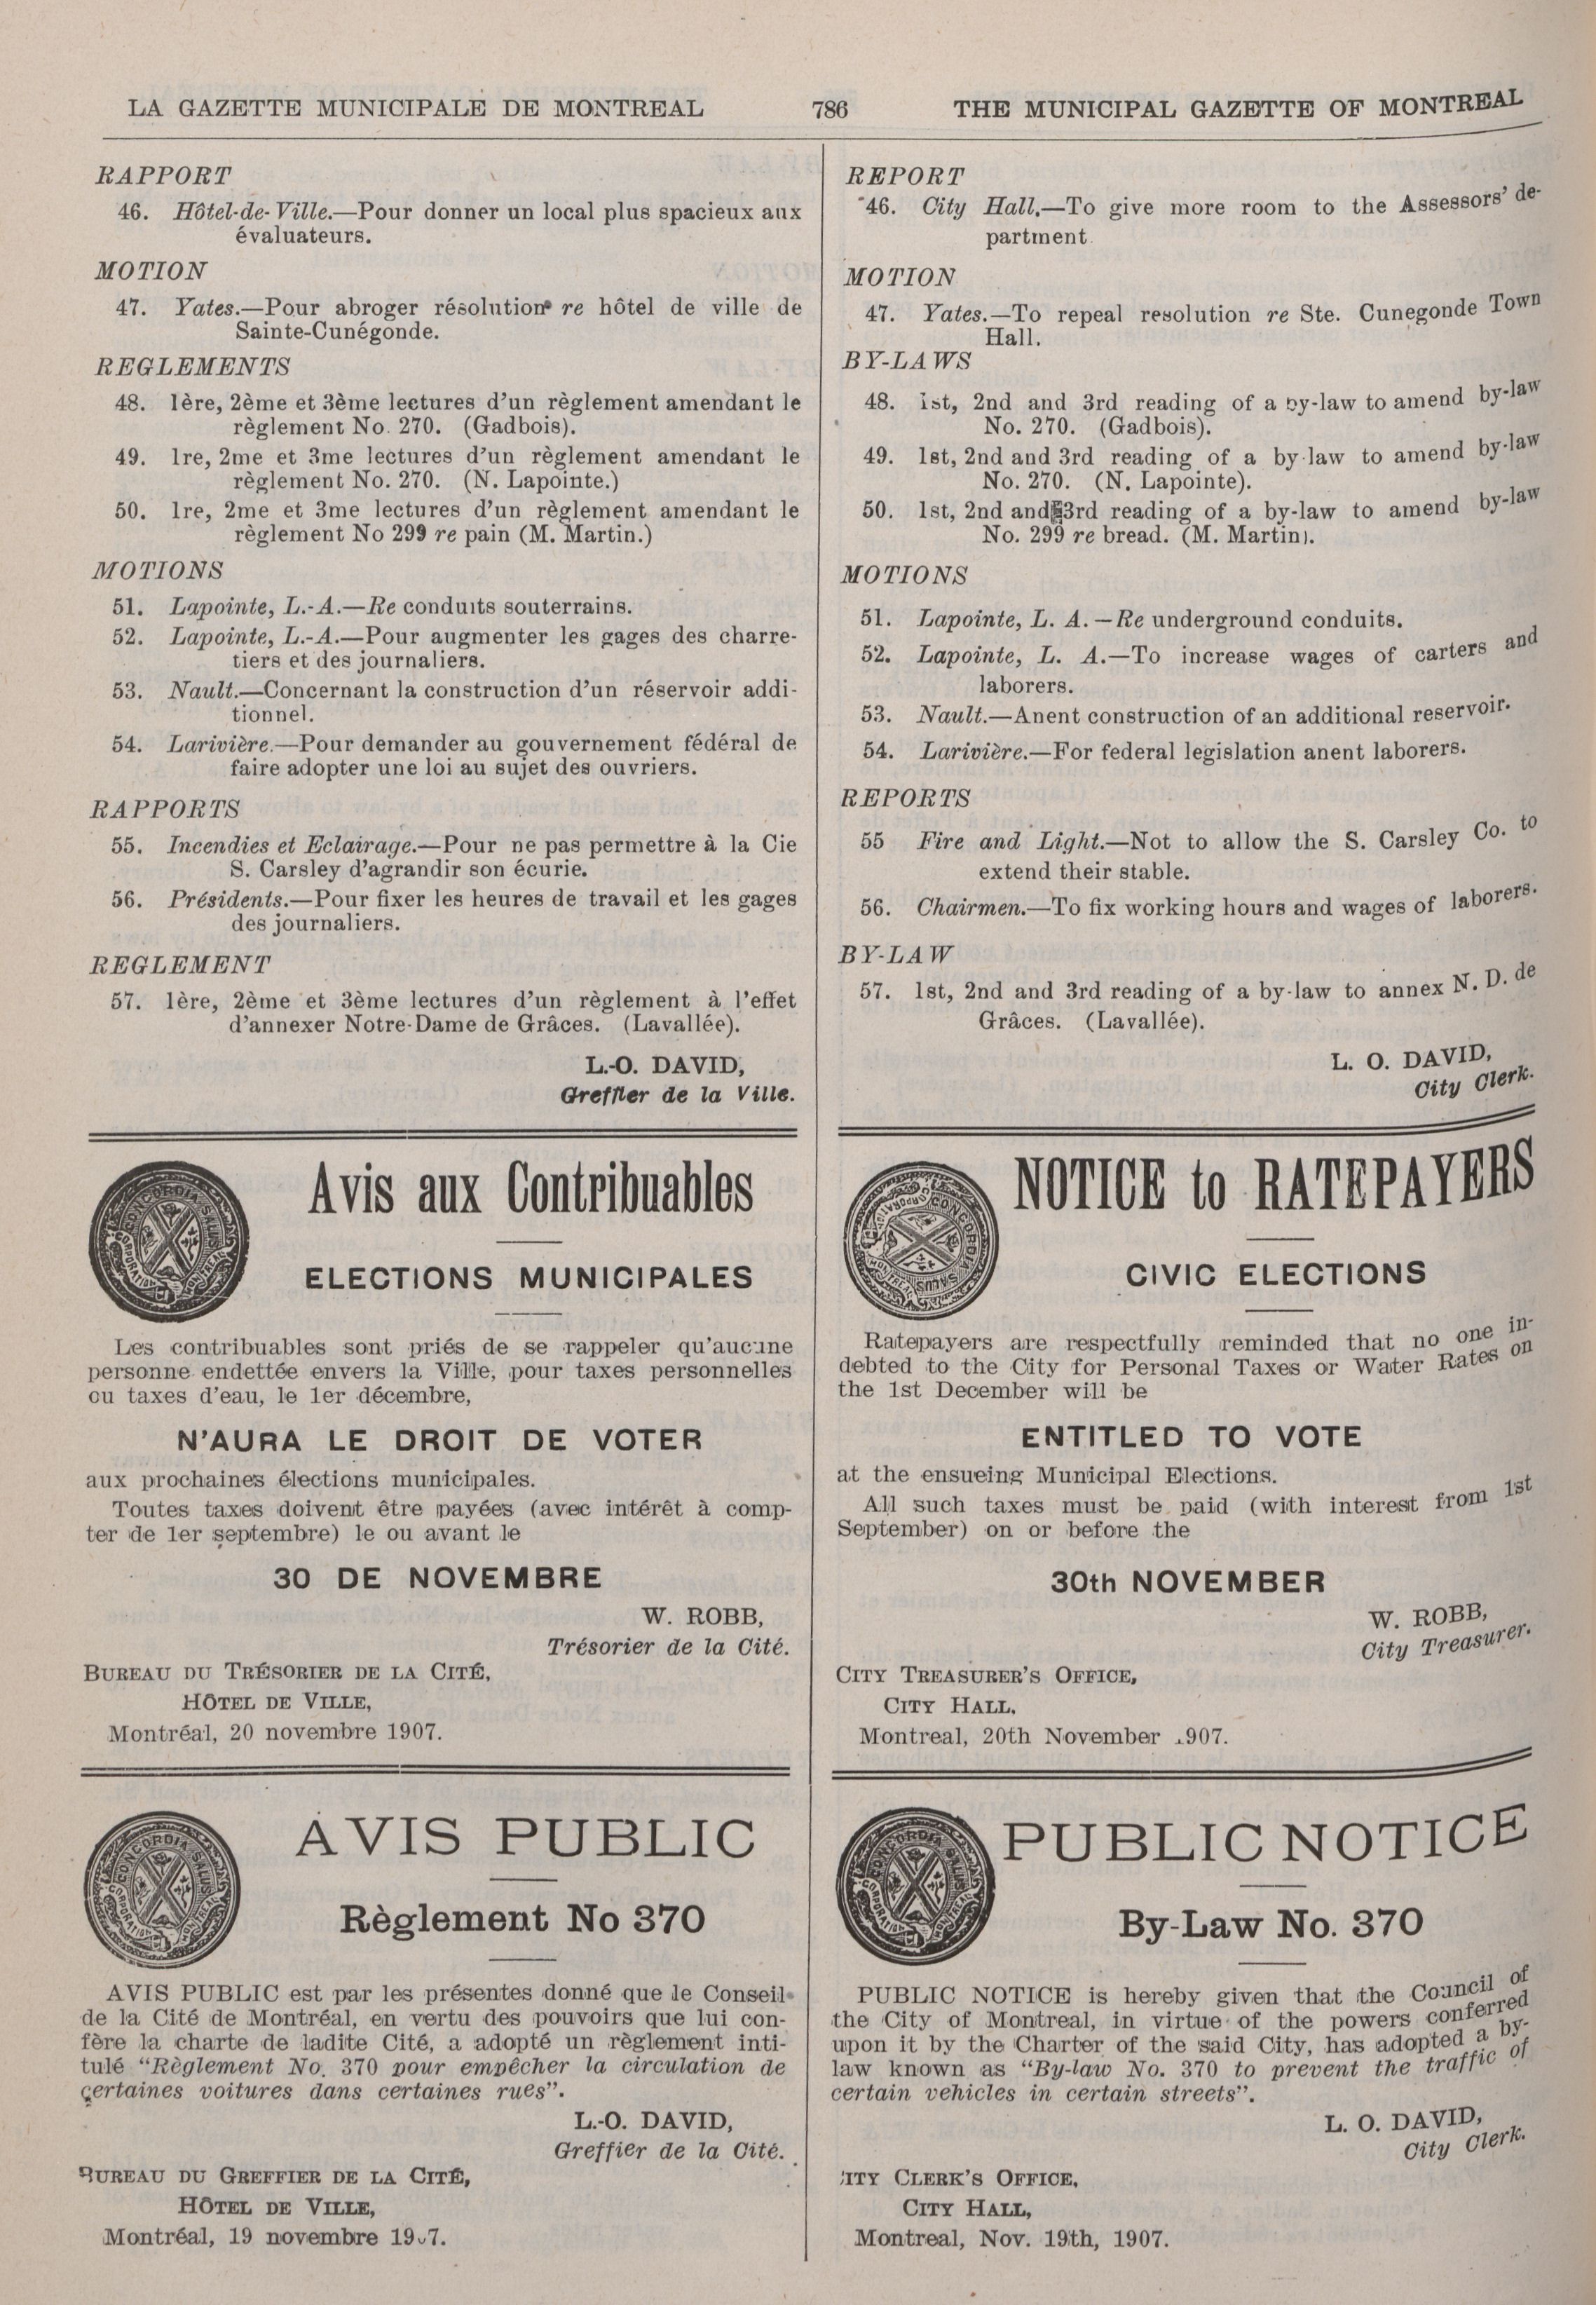 LA GAZETTE MUNICIPALE DE MONTREAL 786 THE MUNICIPAL GAZETTE OF MONTREAL
RAPPORT
46. Hôtel-de-Ville.—Pour donner un local plus spacieux aux
évaluateurs.
MOTION
47. Yates.—Pour abroger résolution re hôtel de ville de
Sainte-Cunégonde.
REGLEMENTS
48. 1ère, 2ème et 3ème lectures d'un règlement amendant le
règlement No. 270. (Gadbois).
49. 1re, 2me et 3me lectures d'un règlement amendant le
règlement No. 270. (N. Lapointe.)
50. 1re, 2me et 3me lectures d'un règlement amendant le
règlement No 299 re pain (M. Martin.)
MOTIONS
51. Lapointe, L.-A.—Re conduits souterrains.
52. Lapointe, L.-A.—Pour augmenter les gages des charre-
tiers et des journaliers.
53. Nault.—Concernant la construction d'un réservoir addi-
tionnel.
54. Larivière.—Pour demander au gouvernement fédéral de
faire adopter une loi au sujet des ouvriers.
RAPPORTS
55. Incendies et Eclairage.—Pour ne pas permettre à la Cie
S. Carsley d'agrandir son écurie.
56. Présidents.—Pour fixer les heures de travail et les gages
des journaliers.
REGLEMENT
57. 1ère, 2ème et 3ème lectures d'un règlement à l'effet
d'annexer Notre-Dame de Grâces. (Lavallée).
L.-O. DAVID,
Greffier de la Ville.
CONCORDIA SALUS
CORPORATION MONTREAL
Avis aux Contribuables
ELECTIONS MUNICIPALES
Les contribuables sont priés de se rappeler qu'aucune
personne endettée envers la Ville, pour taxes personnelles
ou taxes d'eau, le 1er décembre,
N'AURA LE DROIT DE VOTER
aux prochaines élections municipales.
Toutes taxes doivent être payées (avec intérêt à comp-
ter de 1er septembre) le ou avant le
30 DE NOVEMBRE
W. ROBB,
Trésorier de la Cité.
BUREAU DU TRÉSORIER DE LA CITÉ,
HÔTEL DE VILLE,
Montréal, 20 novembre 1907.
CONCORDIA SALUS
CORPORATION MONTREAL
AVIS PUBLIC
Règlement No 370
AVIS PUBLIC est par les présentes donné que le Conseil
de la Cité de Montréal, en vertu des pouvoirs que lui con-
fère la charte de ladite Cité, a adopté un règlement inti-
tulé "Règlement No. 370 pour empêcher la circulation de
certaines voitures dans certaines rues".
L.-O. DAVID,
Greffier de la Cité.
BUREAU DU GREFFIER DE LA CITÉ,
HÔTEL DE VILLE,
Montréal, 19 novembre 1907.
REPORT
46. City Hall.—To give more room to the Assessors' de-
partment.
MOTION
47. Yates.—To repeal resolution re Ste. Cunegonde Town
Hall.
BY-LAWS
48. 1st, 2nd and 3rd reading of a by-law to amend by-law
No. 270. (Gadbois).
49. 1st, 2nd and 3rd reading of a by-law to amend by-law
No. 270. (N. Lapointe).
50. 1st, 2nd and 3rd reading of a by-law to amend by-law
No. 299 re bread. (M. Martin).
MOTIONS
51. Lapointe, L. A.—Re underground conduits.
52. Lapointe, L. A.—To increase wages of carters and
laborers.
53. Nault.—Anent construction of an additional reservoir.
54. Larivière.—For federal legislation anent laborers.
REPORTS
55 Fire and Light.—Not to allow the S. Carsley Co. to
extend their stable.
56. Chairmen.—To fix working hours and wages of laborers.
BY-LAW
57. 1st, 2nd and 3rd reading of a by-law to annex N. D. de
Grâces. (Lavallée).
L. O. DAVID,
City Clerk.
CONCORDIA SALUS
CORPORATION MONTREAL
NOTICE to RATEPAYERS
CIVIC ELECTIONS
Ratepayers are respectfully reminded that no one in-
debted to the City for Personal Taxes or Water Rates on
the 1st December will be
ENTITLED TO VOTE
at the ensueing Municipal Elections.
All such taxes must be paid (with interest from 1st
September) on or before the
30th NOVEMBER
W. ROBB,
City Treasurer.
CITY TREASURER'S OFFICE,
CITY HALL,
Montreal, 20th November 1907.
CONCORDIA SALUS
CORPORATION MONTREAL
PUBLIC NOTICE
By-Law No. 370
PUBLIC NOTICE is hereby given that the Council of
the City of Montreal, in virtue of the powers conferred
upon it by the Charter of the said City, has adopted a by-
law known as "By-law No. 370 to prevent the traffic of
certain vehicles in certain streets".
L. O. DAVID,
City Clerk.
CITY CLERK'S OFFICE,
CITY HALL,
Montreal, Nov. 19th, 1907.